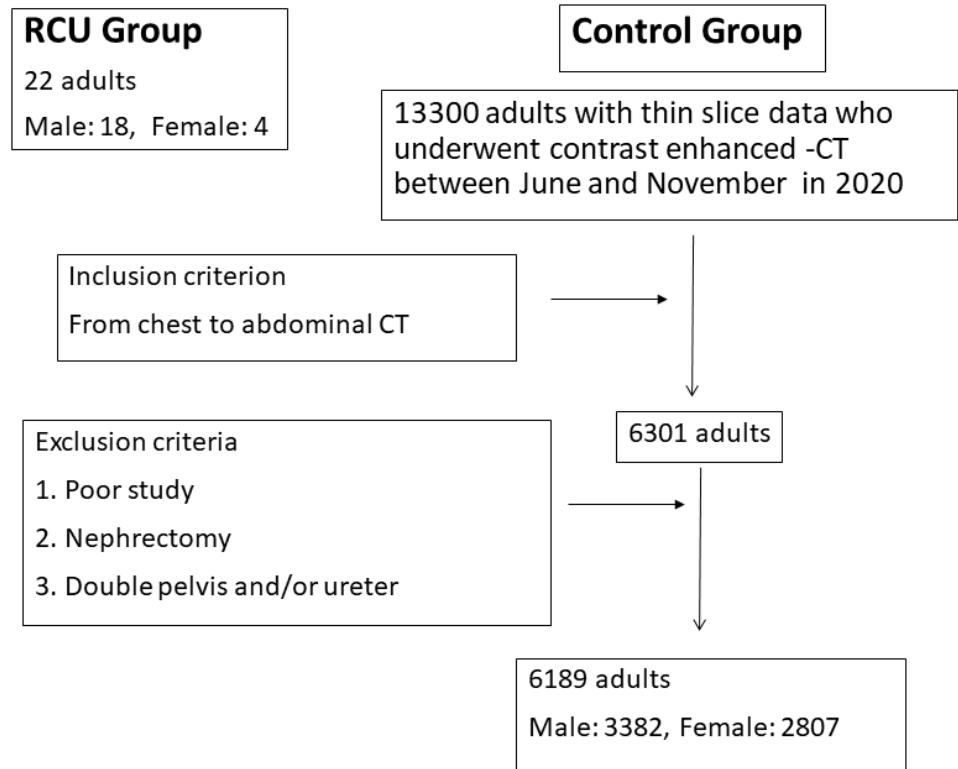 RCU Group
22 adults
Male: 18, Female: 4
Control Group
13300 adults with thin slice data who
underwent contrast enhanced -CT
between June and November in 2020
Inclusion criterion
From chest to abdominal CT
6301 adults
Exclusion criteria
1. Poor study
2. Nephrectomy
3. Double pelvis and/or ureter
6189 adults
Male: 3382, Female: 2807